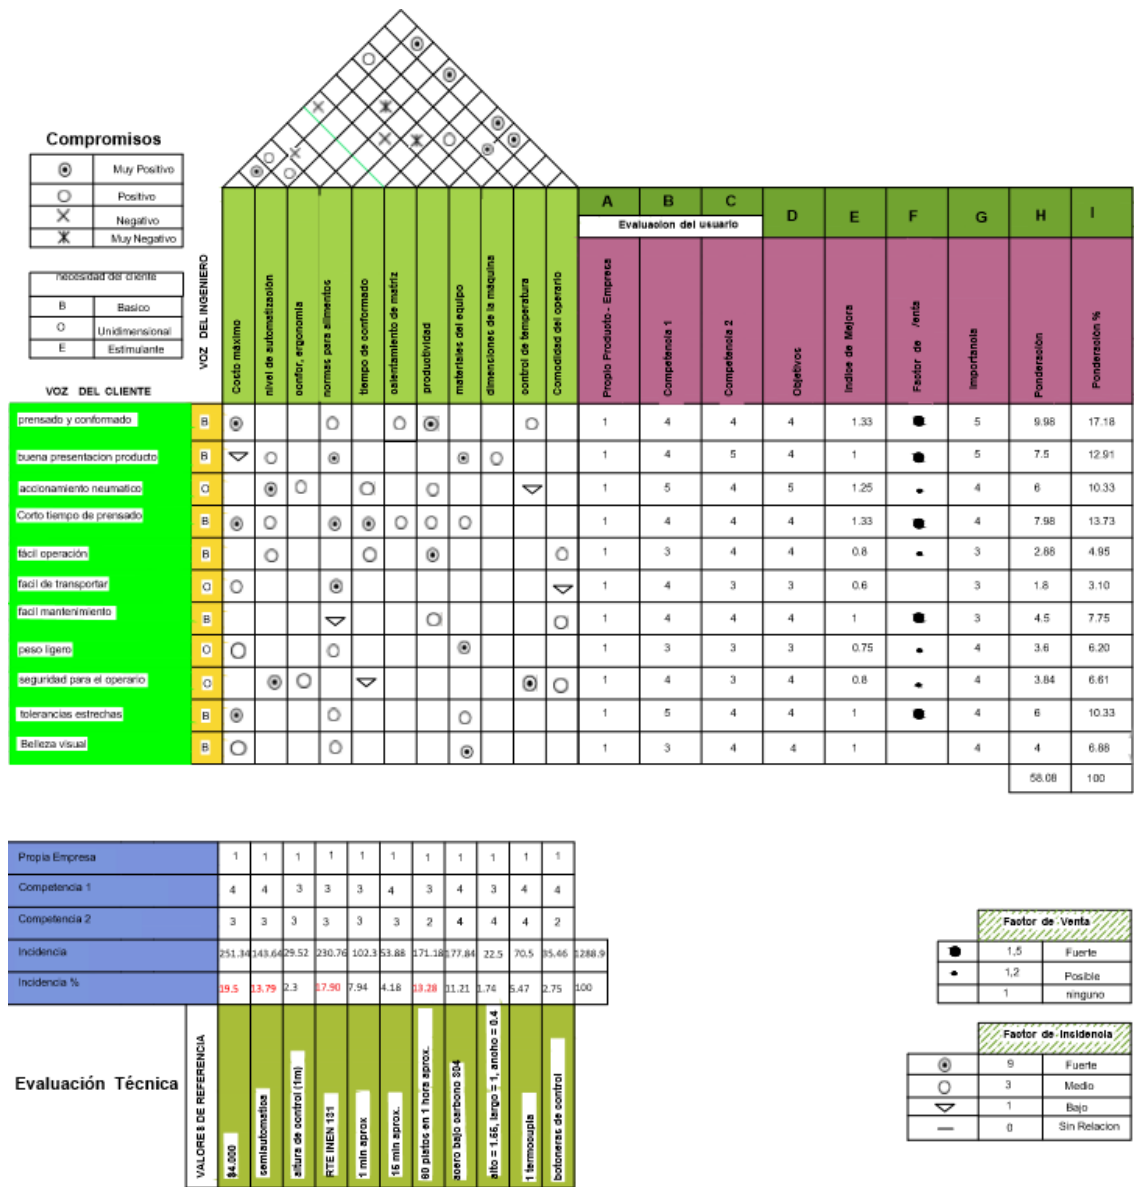 Compromisos
Muy Positivo
Positivo
Negativo
Muy Negativo
necesidad del cliente
B Basico
O Unidimensional
E Estimulante
VOZ DEL CLIENTE
VOZ DEL INGENIERO
Costo máximo
nivel de automatización
confor, ergonomia
normas para alimentos
tiempo de conformado
calentamiento de matriz
productividad
materiales del equipo
dimensiones de la maquina
control de temperatura
Comodidad del operario
A B C D E F G H I
Evaluacion del usuario
Propio Producto - Empresa
Competencia 1
Competencia 2
Objetivos
Indice de Mejora
Factor de /enta
Importancia
Ponderación
Ponderación %
prensado y conformado B 1 4 4 4 1.33 5 9.98 17.18
buena presentacion producto B 1 4 5 4 1 5 7.5 12.91
accionamiento neumatico O 1 5 4 5 1.25 4 6 10.33
Corto tiempo de prensado B 1 4 4 4 1.33 4 7.98 13.73
fácil operación B 1 3 4 4 0.8 3 2.88 4.95
facil de transportar O 1 4 3 3 0.6 3 1.8 3.10
facil mantenimiento B 1 4 4 4 1 3 4.5 7.75
peso ligero O 1 3 3 3 0.75 4 3.6 6.20
seguridad para el operario O 1 4 3 4 0.8 4 3.84 6.61
tolerancias estrechas B 1 5 4 4 1 4 6 10.33
Belleza visual B 1 3 4 4 1 4 4 6.88
58.08 100
Propia Empresa 1 1 1 1 1 1 1 1 1 1 1
Competencia 1 4 4 3 3 3 4 3 4 3 4 4
Competencia 2 3 3 3 3 3 3 2 4 4 4 2
Incidencia 251.34 143.64 29.52 230.76 102.3 53.88 171.18 177.84 22.5 70.5 35.46 1288.9
Incidencia % 19.5 13.79 2.3 17.90 7.94 4.18 13.28 11.21 1.74 5.47 2.75 100
Evaluación Técnica
VALORES DE REFERENCIA
$4.000
semiautomatica
altura de control (1m)
RTE INEN 131
1 min aprox
15 min aprox.
60 platos en 1 hora aprox.
acero bajo carbono 304
alto = 1.66, largo = 1, ancho = 0.4
1 termocupla
botoneras de control
Factor de Venta
1,5 Fuerte
1,2 Posible
1 ninguno
Factor de Insidencia
9 Fuerte
3 Medio
1 Bajo
0 Sin Relacion